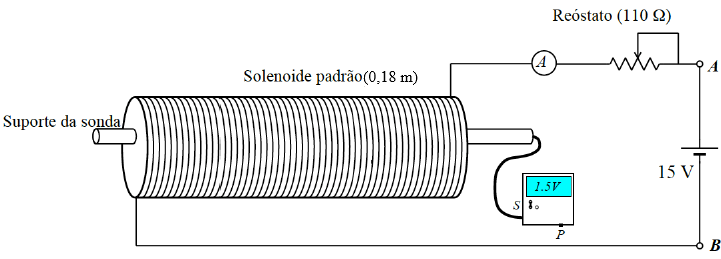 Reóstato (110 Ω)
A
A
Solenoide padrão(0,18 m)
Suporte da sonda
15 V
1.5V
S
P
B